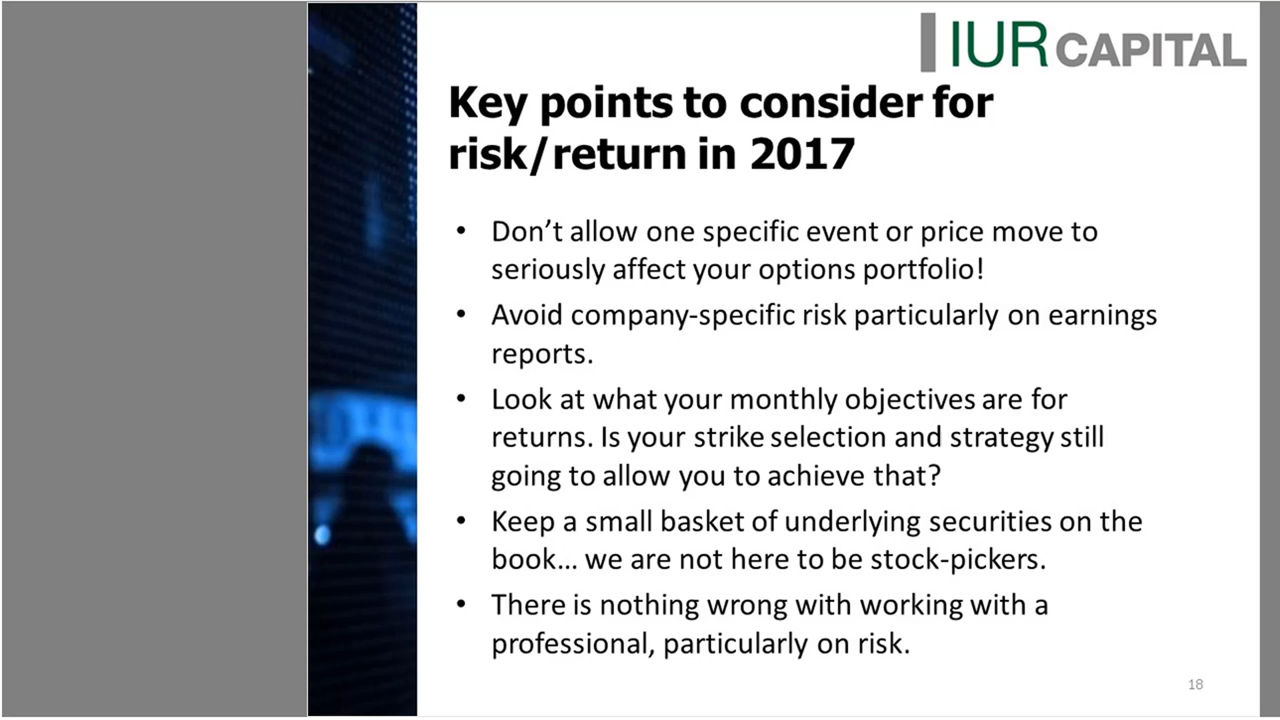 IUR CAPITAL
Key points to consider for
risk/return in 2017
• Don’t allow one specific event or price move to
seriously affect your options portfolio!
• Avoid company-specific risk particularly on earnings
reports.
• Look at what your monthly objectives are for
returns. Is your strike selection and strategy still
going to allow you to achieve that?
• Keep a small basket of underlying securities on the
book… we are not here to be stock-pickers.
• There is nothing wrong with working with a
professional, particularly on risk.
18